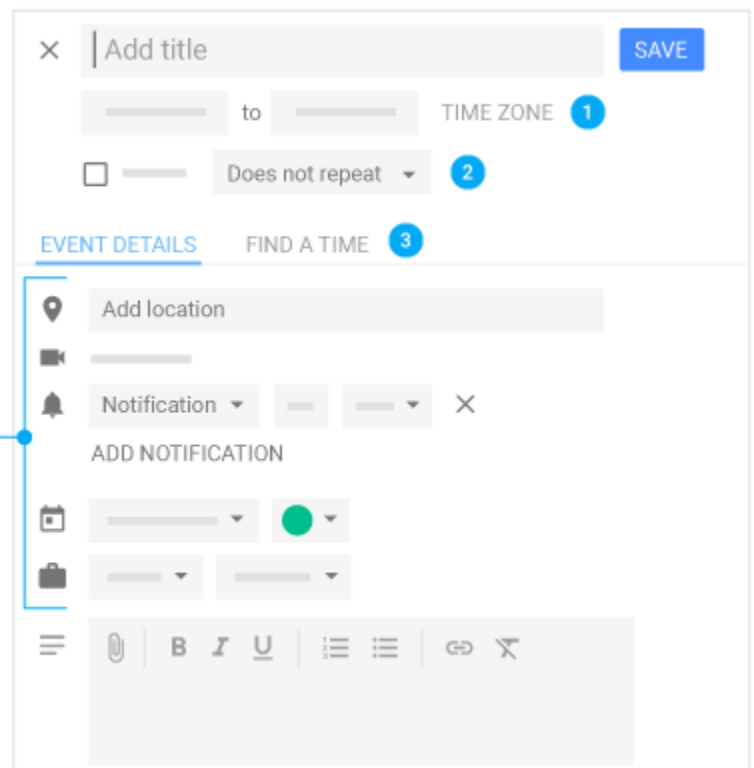 Add title SAVE
to TIME ZONE 1
Does not repeat 2
EVENT DETAILS FIND A TIME 3
Add location
Notification
ADD NOTIFICATION
B I U